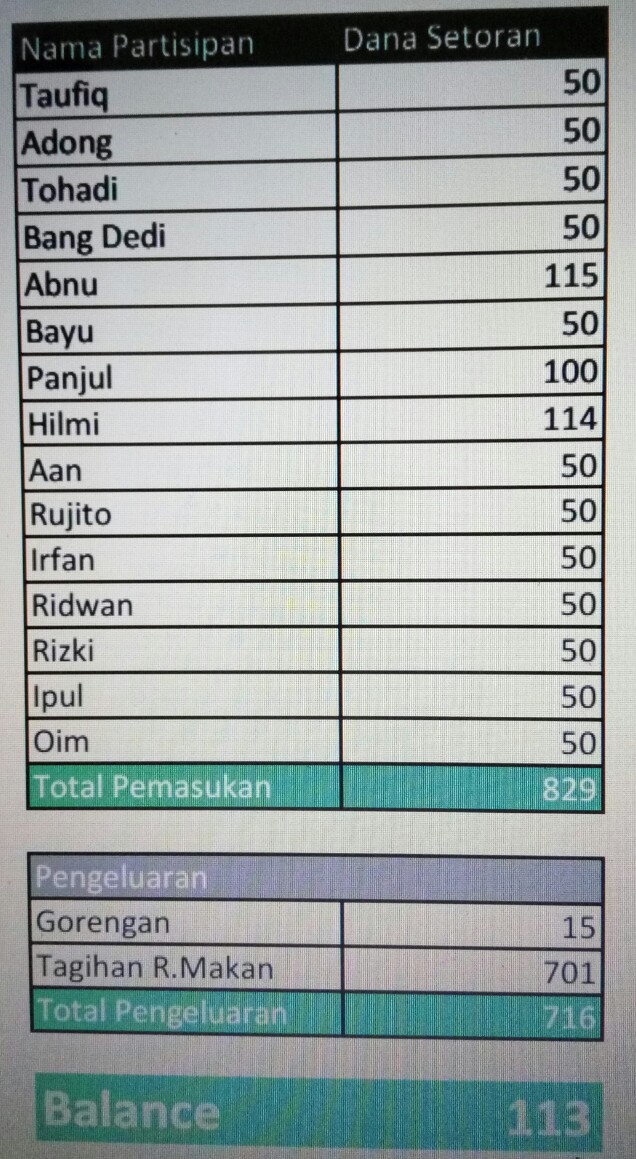 Nama Partisipan Dana Setoran
Taufiq 50
Adong 50
Tohadi 50
Bang Dedi 50
Abnu 115
Bayu 50
Panjul 100
Hilmi 114
Aan 50
Rujito 50
Irfan 50
Ridwan 50
Rizki 50
Ipul 50
Oim 50
Total Pemasukan 829
Pengeluaran
Gorengan 15
Tagihan R.Makan 701
Total Pengeluaran 716
Balance 113